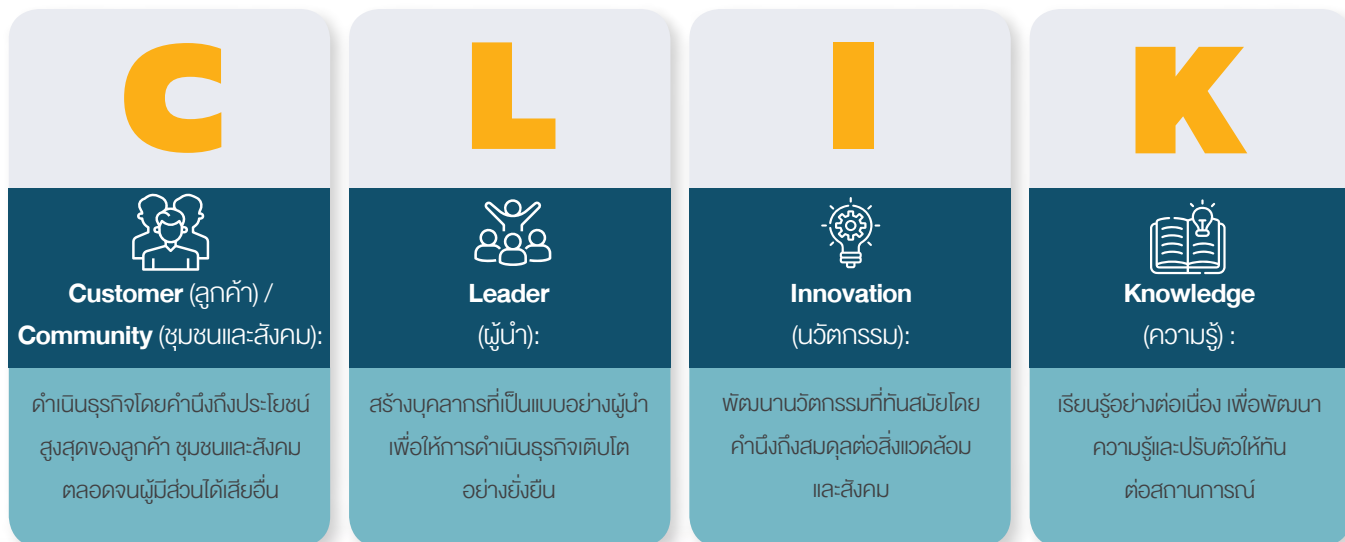 C
Customer (ลูกค้า) /
Community (ชุมชนและสังคม):
ดำเนินธุรกิจโดยคำนึงถึงประโยชน์
สูงสุดของลูกค้า ชุมชนและสังคม
ตลอดจนผู้มีส่วนได้เสียอื่น
L
Leader
(ผู้นำ):
สร้างบุคลากรที่เป็นแบบอย่างผู้นำ
เพื่อให้การดำเนินธุรกิจเติบโต
อย่างยั่งยืน
I
Innovation
(นวัตกรรม):
พัฒนานวัตกรรมที่ทันสมัยโดย
คำนึงถึงสมดุลต่อสิ่งแวดล้อม
และสังคม
K
Knowledge
(ความรู้) :
เรียนรู้อย่างต่อเนื่อง เพื่อพัฒนา
ความรู้และปรับตัวให้ทัน
ต่อสถานการณ์